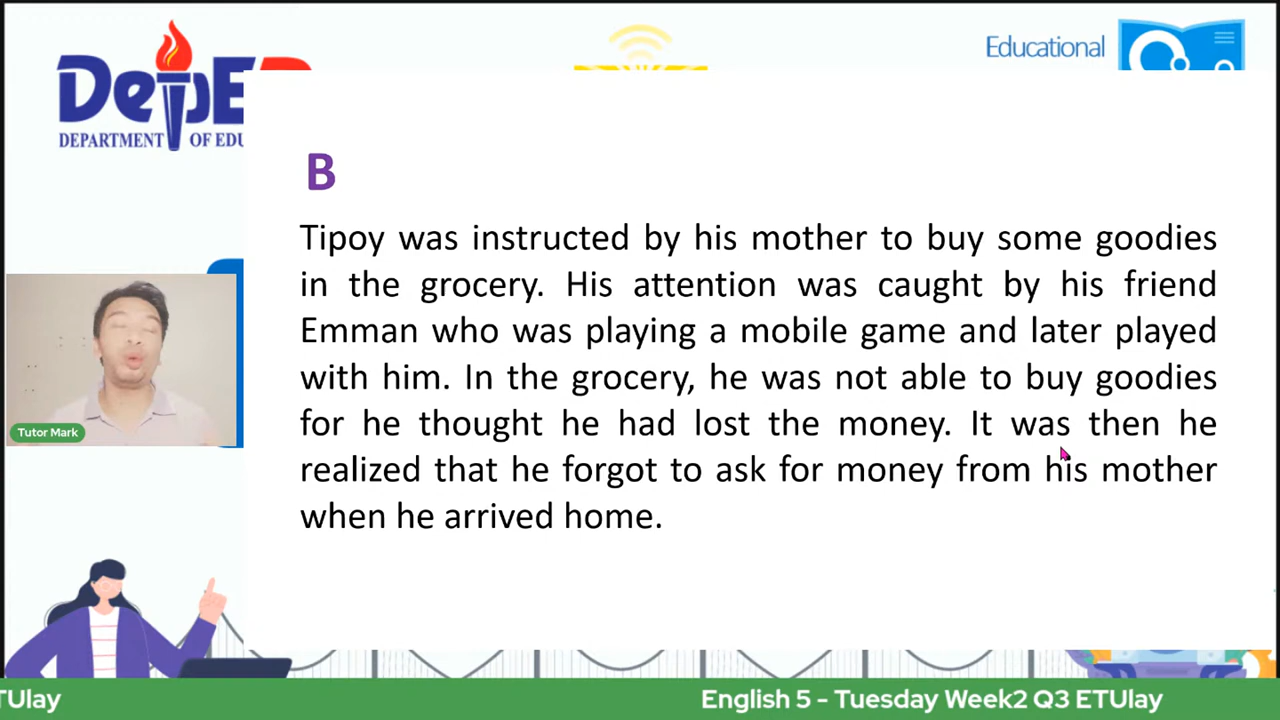 DepED
DEPARTMENT OF EDU
Educational
B
Tipoy was instructed by his mother to buy some goodies
in the grocery. His attention was caught by his friend
Emman who was playing a mobile game and later played
with him. In the grocery, he was not able to buy goodies
for he thought he had lost the money. It was then he
realized that he forgot to ask for money from his mother
when he arrived home.
Tutor Mark
TUlay
English 5 - Tuesday Week2 Q3 ETUlay